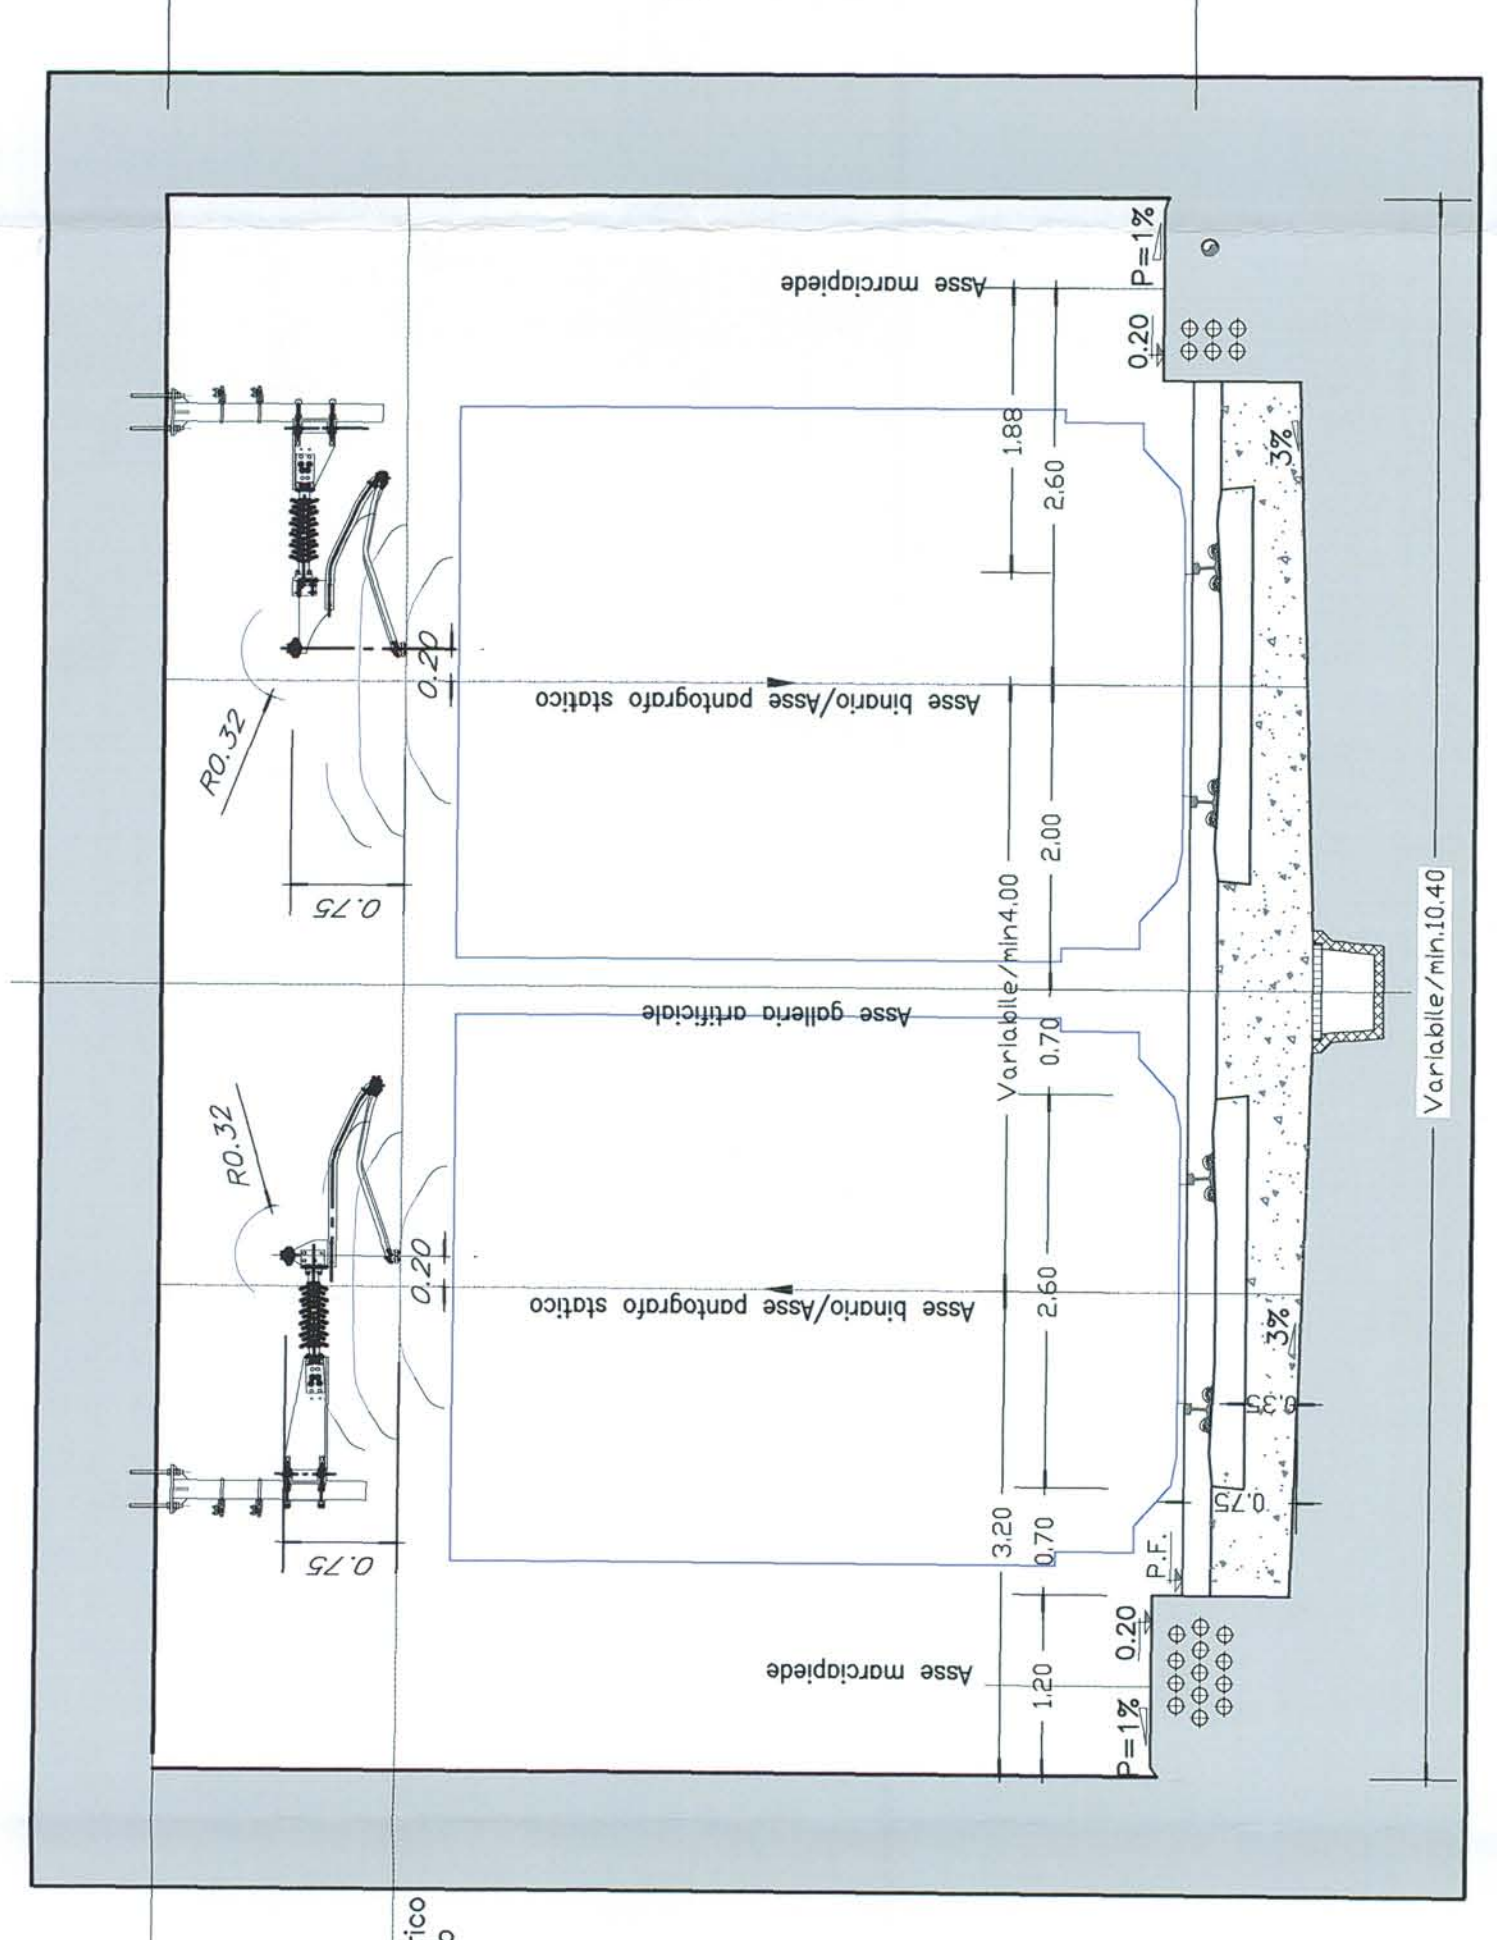 R0.32
R0.32
0.75
0.75
0.20
0.20
Asse binario/Asse pantografo statico
Asse binario/Asse pantografo statico
Asse galleria artificiale
Asse marciapiede
Asse marciapiede
3.20
Variabile/min4.00
1.88
1.20
0.70
2.60
0.70
2.00
2.60
P=1%
0.20
P.F.
0.20
P=1%
0.75
0.35
3%
3%
Variabile/min.10.40
ico
o